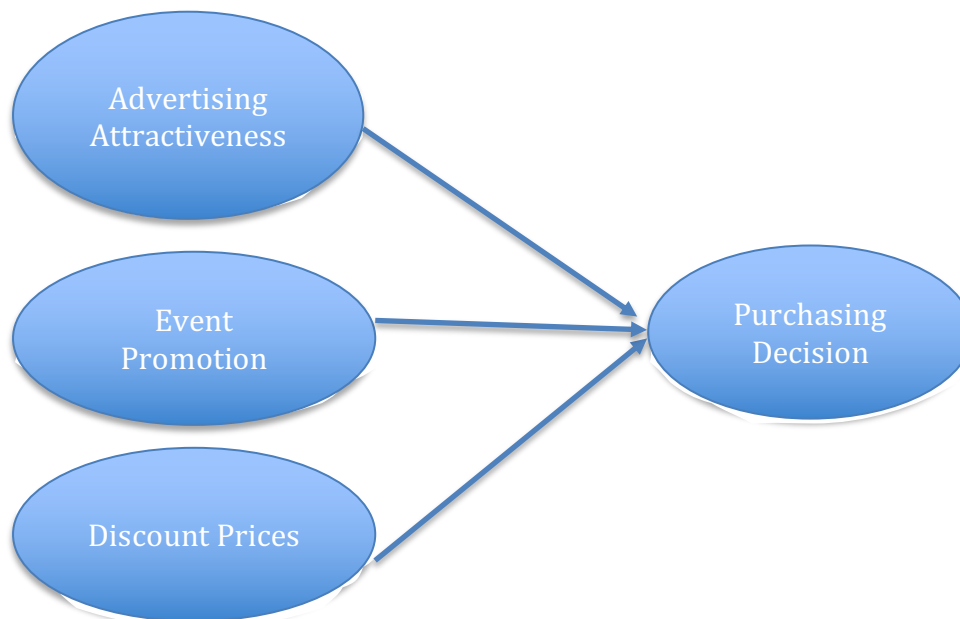 Advertising
Attractiveness
Event
Promotion
Purchasing
Decision
Discount Prices